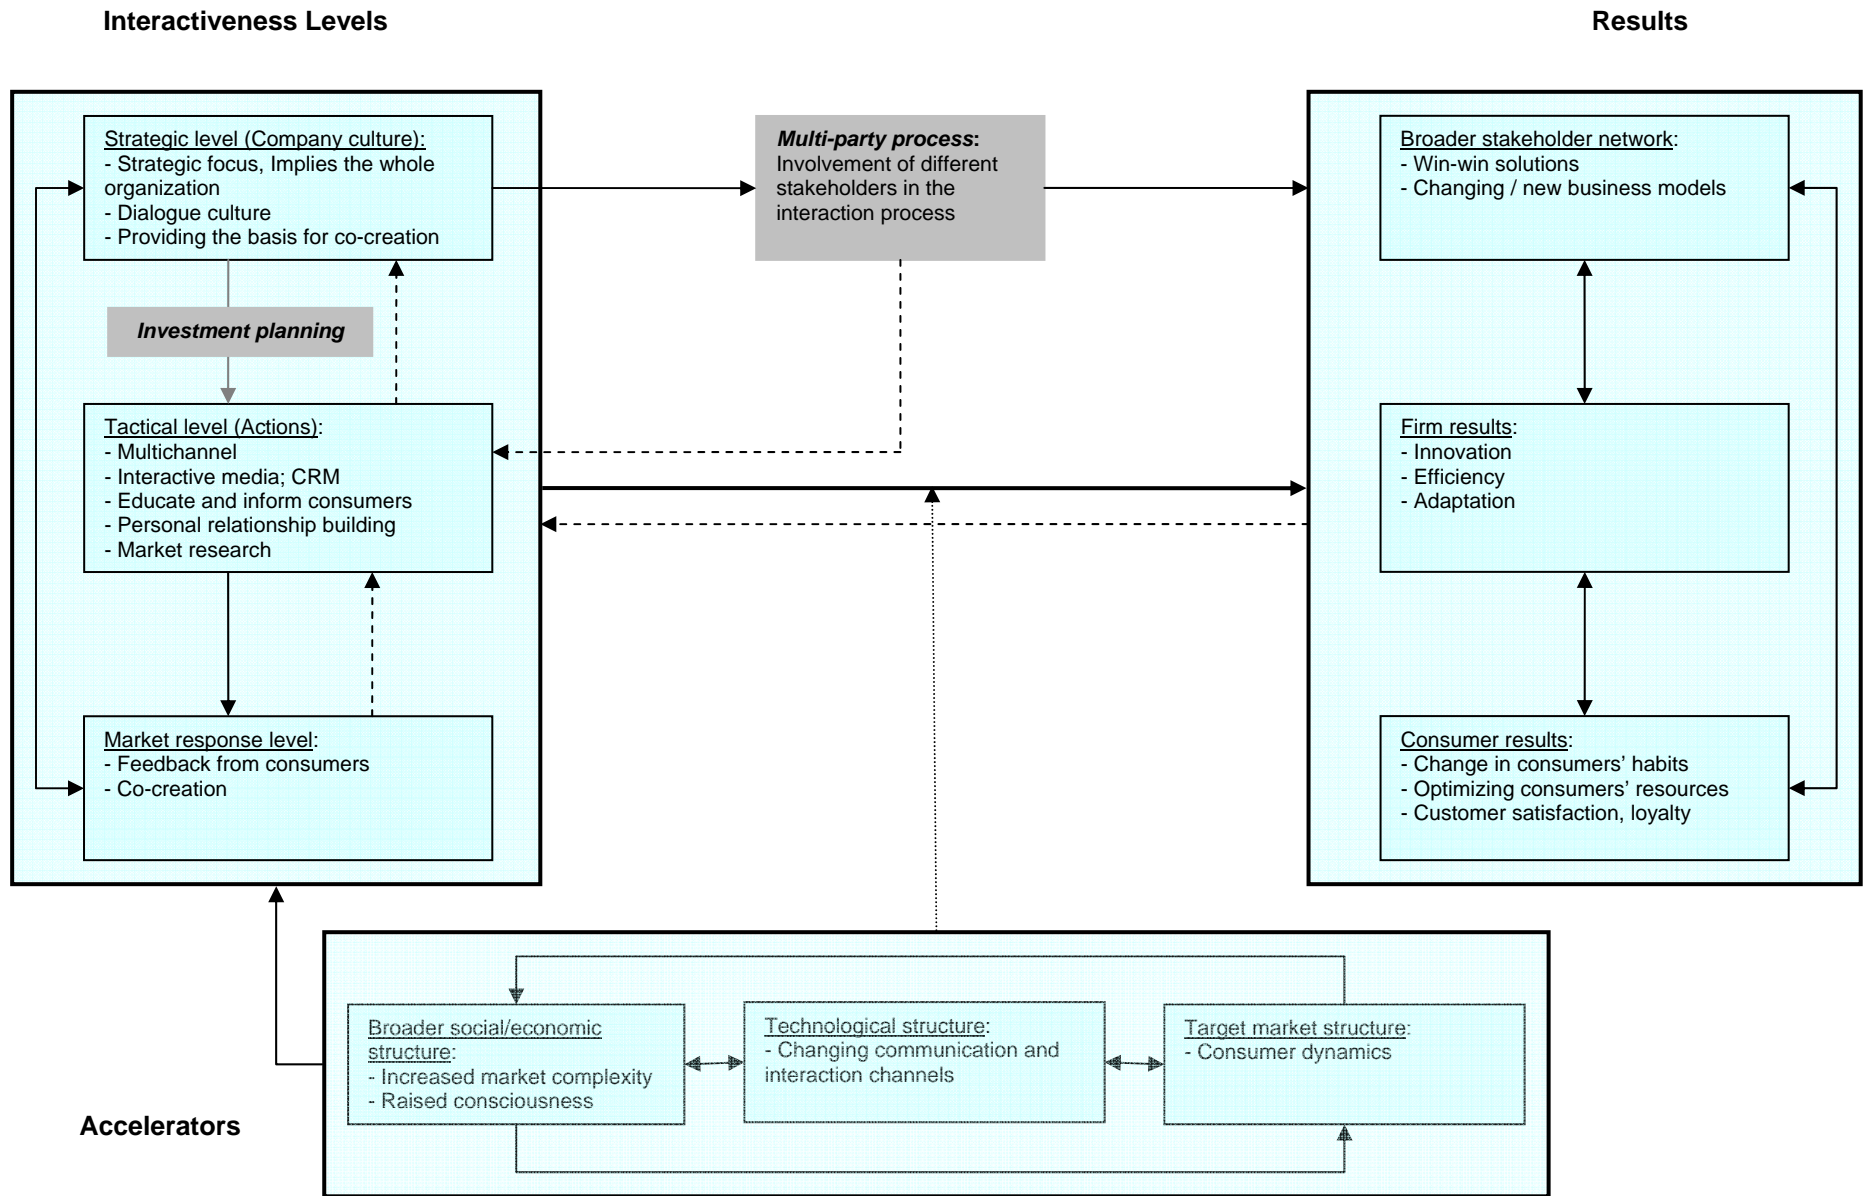 Interactiveness Levels
Results
Strategic level (Company culture):
- Strategic focus, Implies the whole
organization
- Dialogue culture
- Providing the basis for co-creation
Investment planning
Tactical level (Actions):
- Multichannel
- Interactive media; CRM
- Educate and inform consumers
- Personal relationship building
- Market research
Market response level:
- Feedback from consumers
- Co-creation
Multi-party process:
Involvement of different
stakeholders in the
interaction process
Broader stakeholder network:
- Win-win solutions
- Changing / new business models
Firm results:
- Innovation
- Efficiency
- Adaptation
Consumer results:
- Change in consumers’ habits
- Optimizing consumers’ resources
- Customer satisfaction, loyalty
Accelerators
Broader social/economic
structure:
- Increased market complexity
- Raised consciousness
Technological structure:
- Changing communication and
interaction channels
Target market structure:
- Consumer dynamics